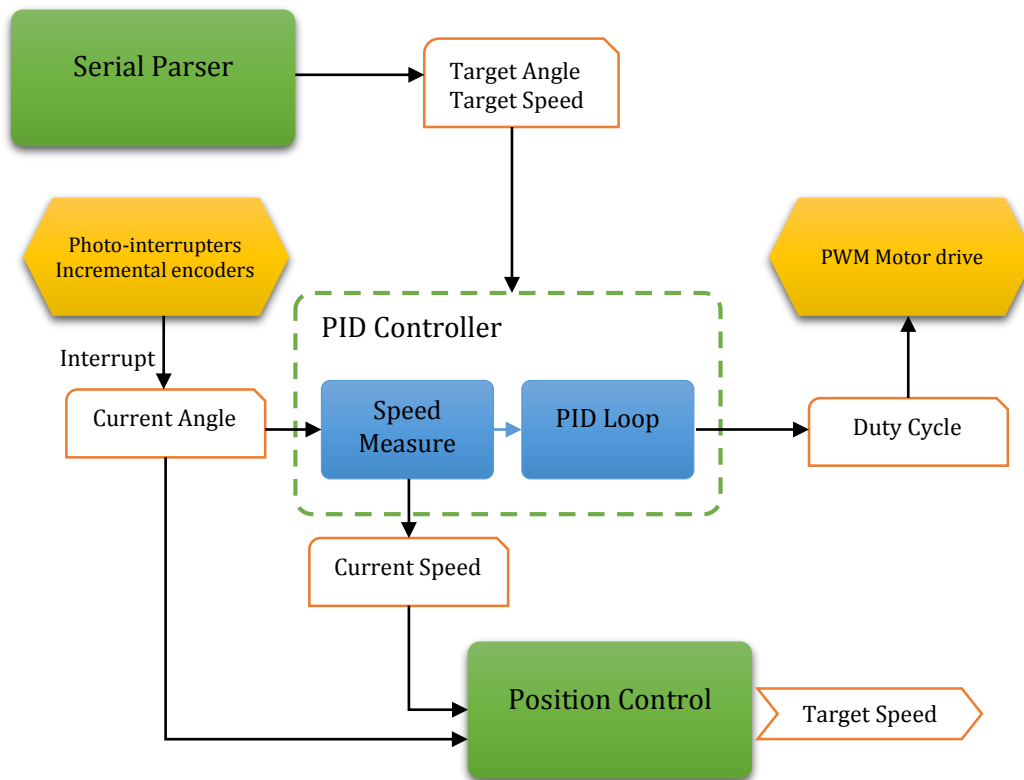 Serial Parser
Target Angle
Target Speed
Photo-interrupters
Incremental encoders
PWM Motor drive
PID Controller
Interrupt
Current Angle
Speed
Measure
PID Loop
Duty Cycle
Current Speed
Position Control
Target Speed